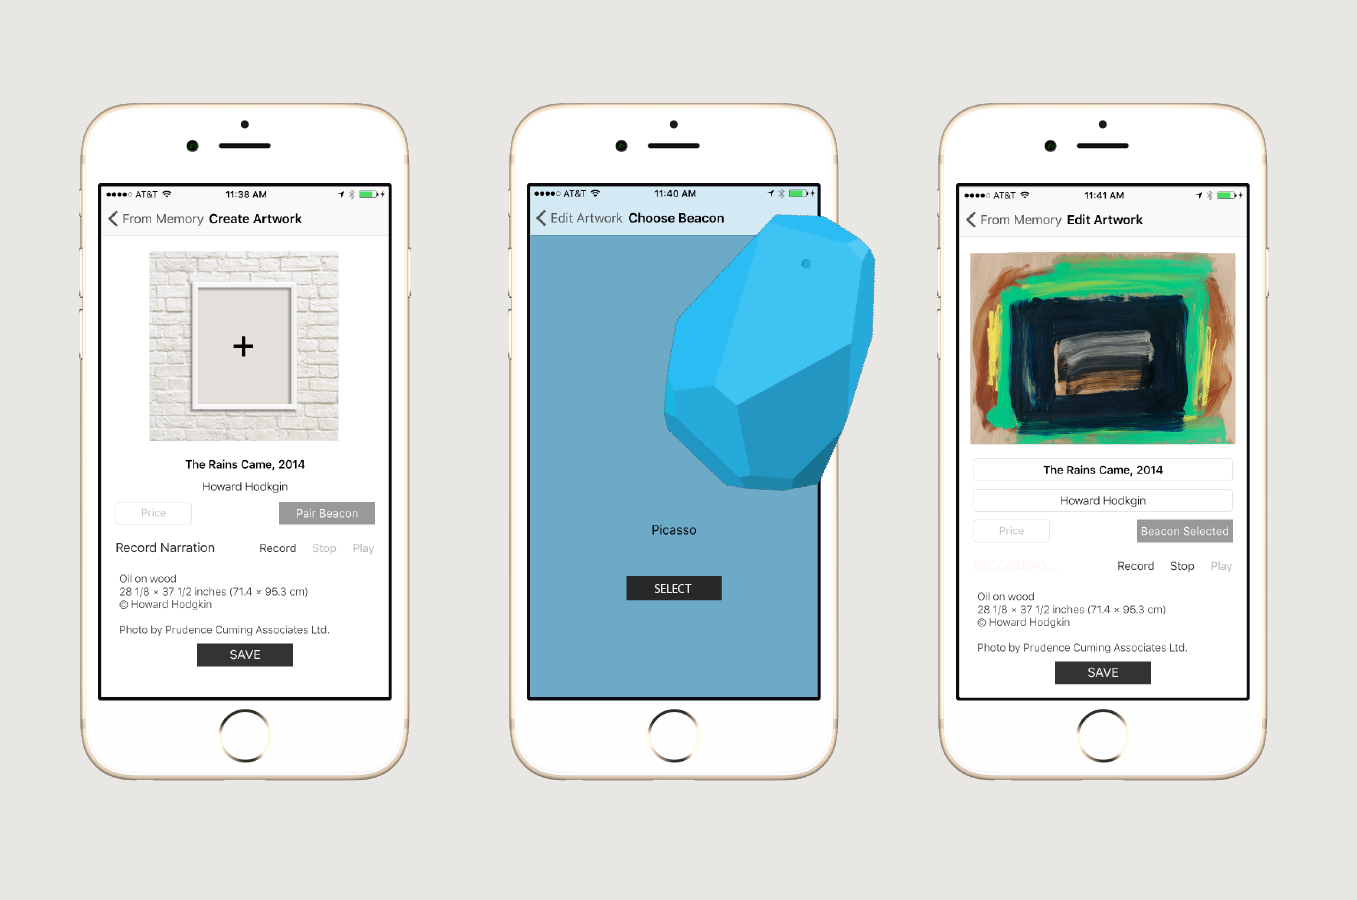 AT&T 11:38 AM
From Memory Create Artwork
The Rains Came, 2014
Howard Hodkgin
Price Pair Beacon
Record Narration Record Stop Play
Oil on wood
28 1/8 × 37 1/2 inches (71.4 × 95.3 cm)
© Howard Hodgkin
Photo by Prudence Cuming Associates Ltd.
SAVE
AT&T 11:40 AM
Edit Artwork Choose Beacon
Picasso
SELECT
AT&T 11:41 AM
From Memory Edit Artwork
The Rains Came, 2014
Howard Hodkgin
Price Beacon Selected
RECORDING... Record Stop Play
Oil on wood
28 1/8 × 37 1/2 inches (71.4 × 95.3 cm)
© Howard Hodgkin
Photo by Prudence Cuming Associates Ltd.
SAVE